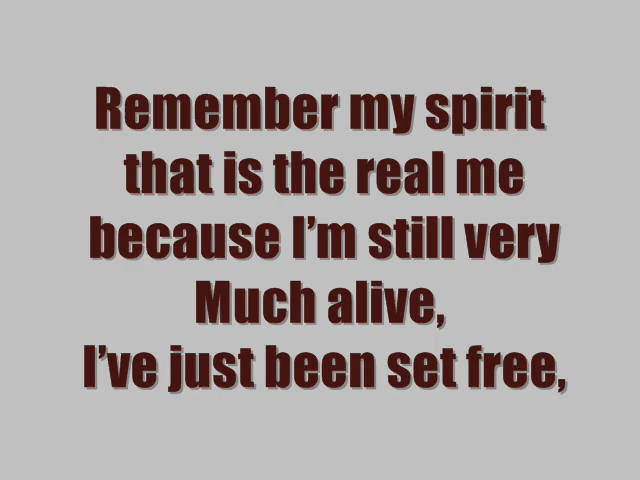 Remember my spirit
that is the real me
because I'm still very
Much alive,
I've just been set free,